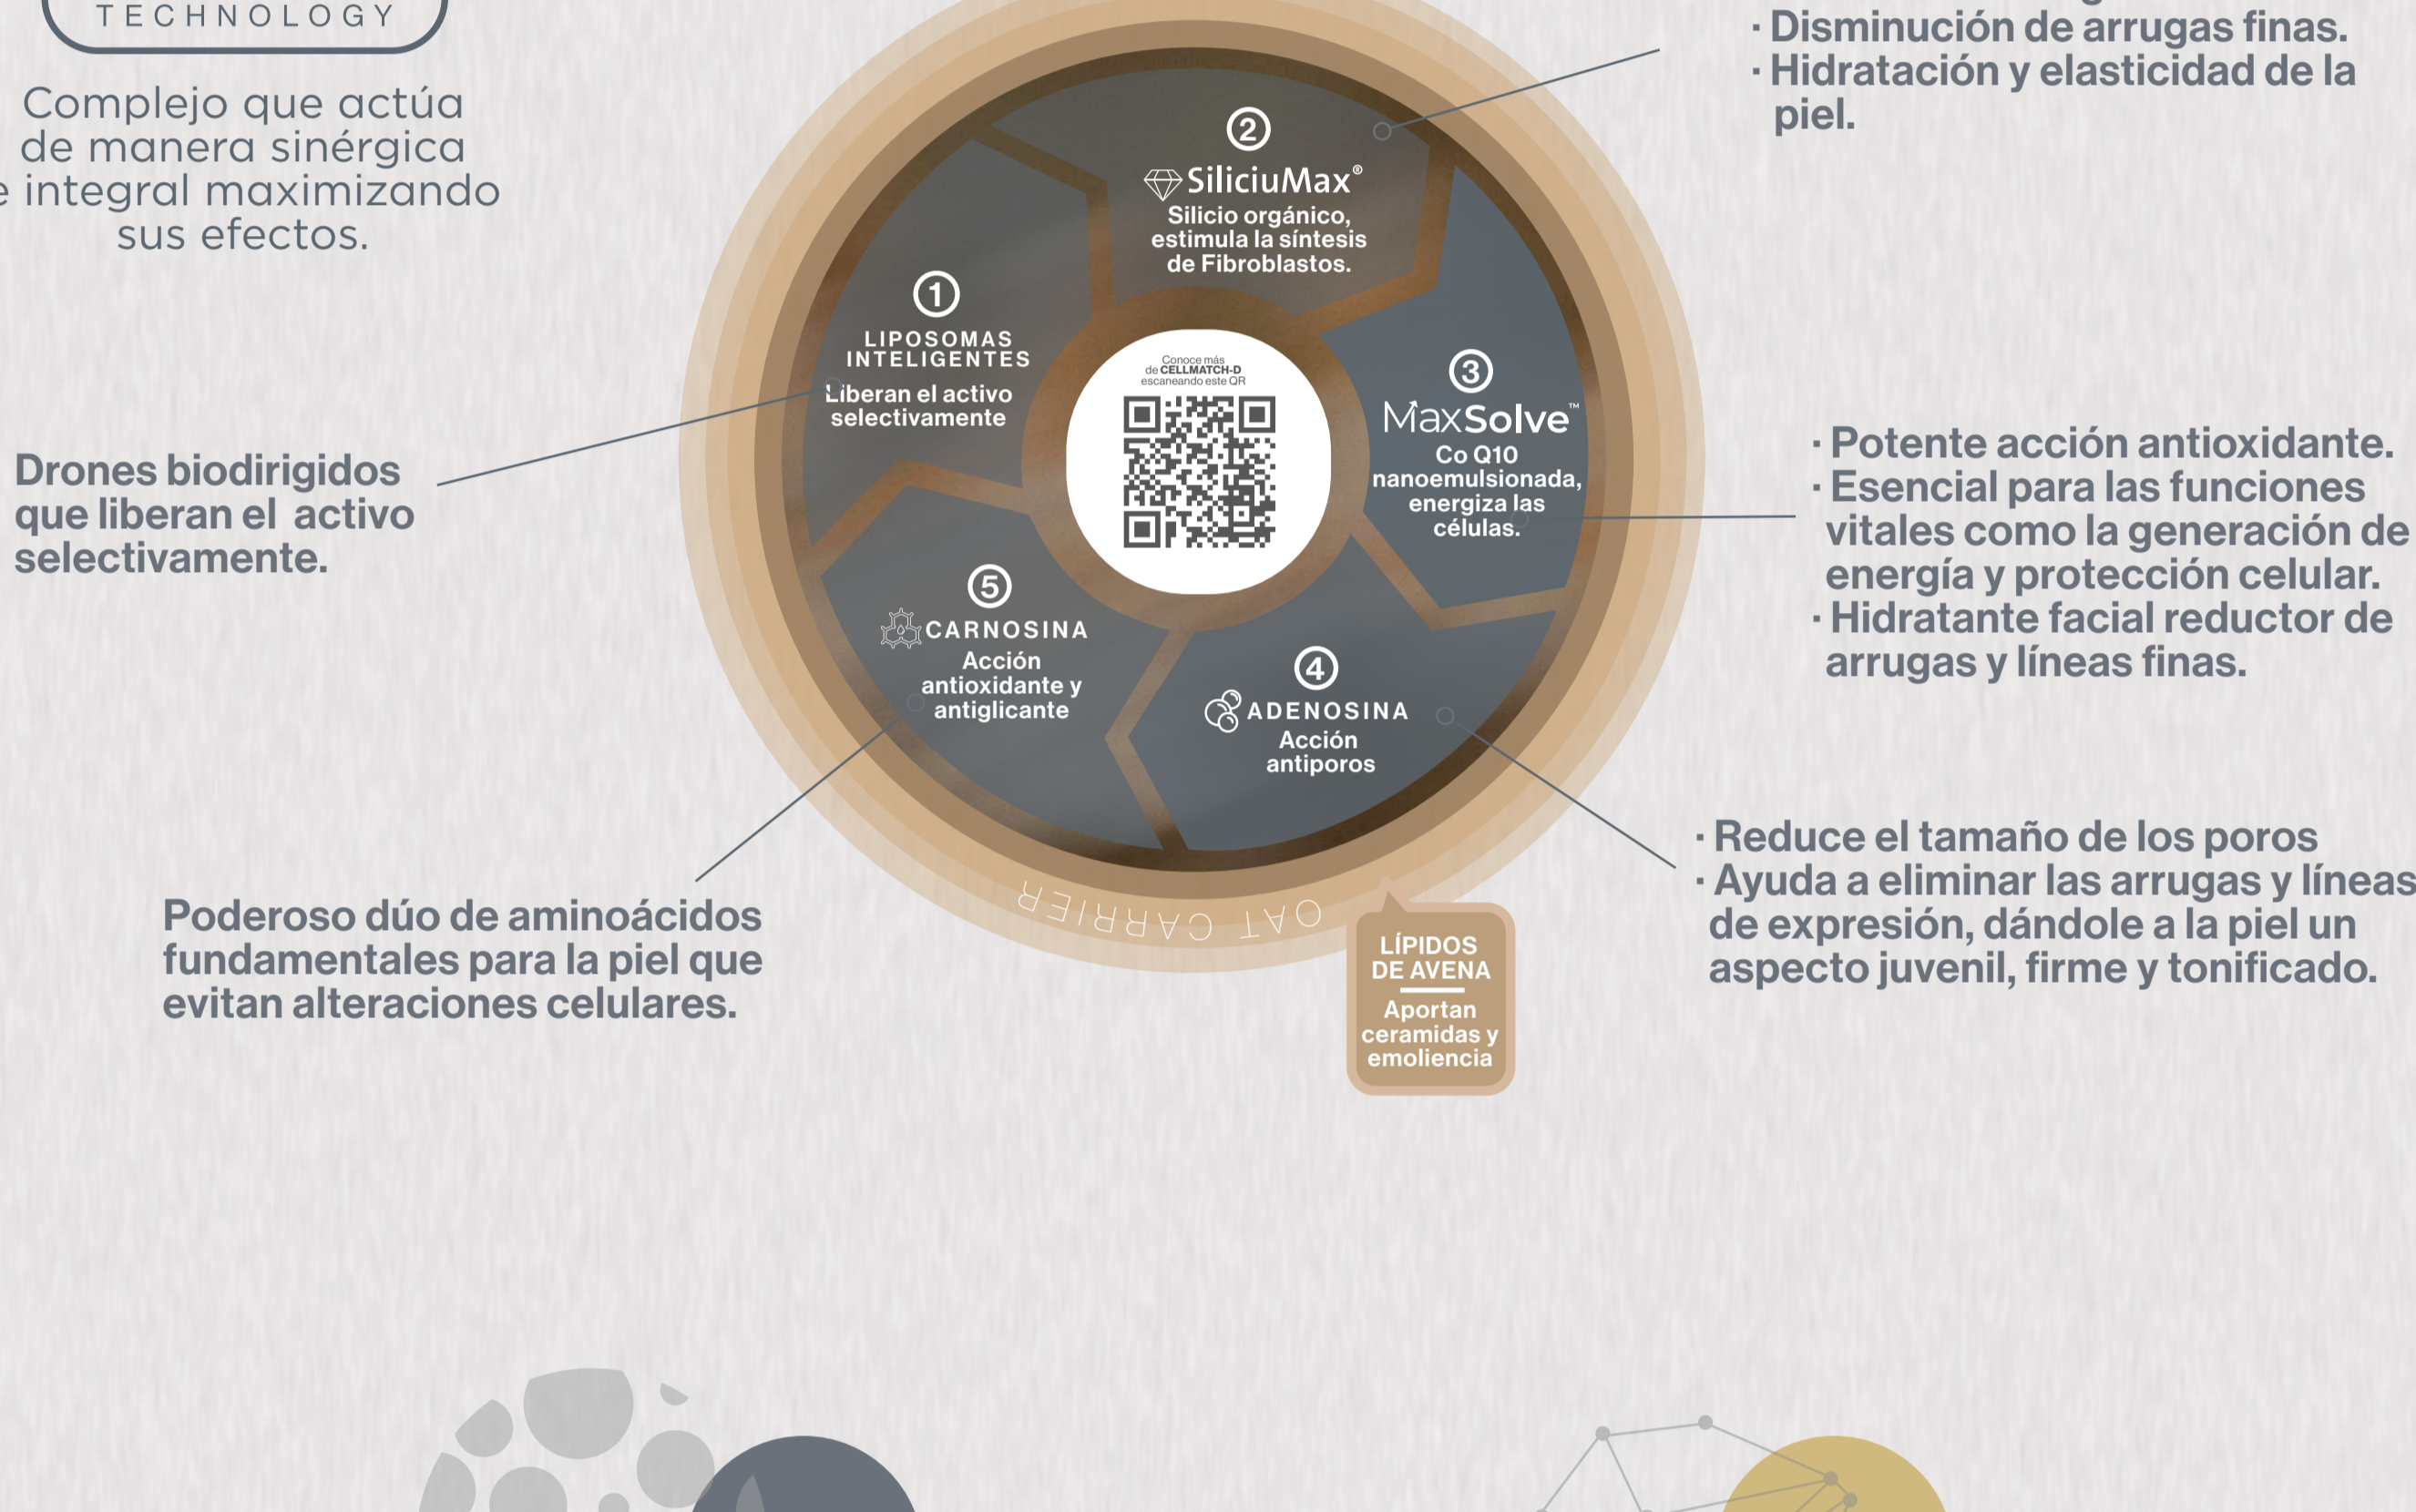 TECHNOLOGY
Complejo que actúa
de manera sinérgica
e integral maximizando
sus efectos.
· Disminución de arrugas finas.
· Hidratación y elasticidad de la
piel.
2
SiliciuMax®
Silicio orgánico,
estimula la síntesis
de Fibroblastos.
1
LIPOSOMAS
INTELIGENTES
Liberan el activo
selectivamente
Drones biodirigidos
que liberan el activo
selectivamente.
Conoce más
de CELLMATCH-D
escaneando este QR
3
MaxSolve™
Co Q10
nanoemulsionada,
energiza las
células.
· Potente acción antioxidante.
· Esencial para las funciones
vitales como la generación de
energía y protección celular.
· Hidratante facial reductor de
arrugas y líneas finas.
5
CARNOSINA
Acción
antioxidante y
antiglicante
4
ADENOSINA
Acción
antiporos
· Reduce el tamaño de los poros
· Ayuda a eliminar las arrugas y líneas
de expresión, dándole a la piel un
aspecto juvenil, firme y tonificado.
Poderoso dúo de aminoácidos
fundamentales para la piel que
evitan alteraciones celulares.
OAT CARRIER
LÍPIDOS
DE AVENA
Aportan
ceramidas y
emoliencia